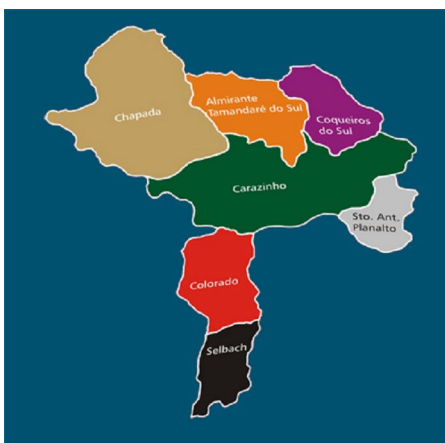 Chapada
Almirante
Tamandaré do Sul
Coqueiros
do Sul
Carazinho
Sto. Ant.
Planalto
Colorado
Selbach